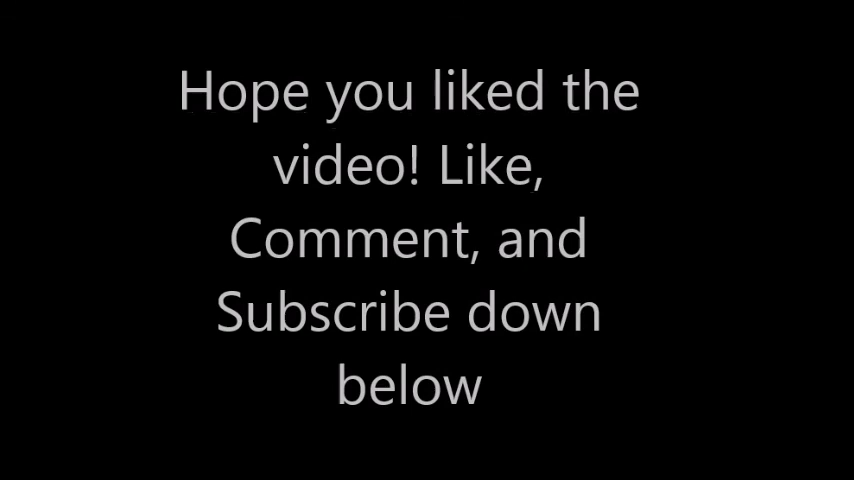 Hope you liked the
video! Like,
Comment, and
Subscribe down
below